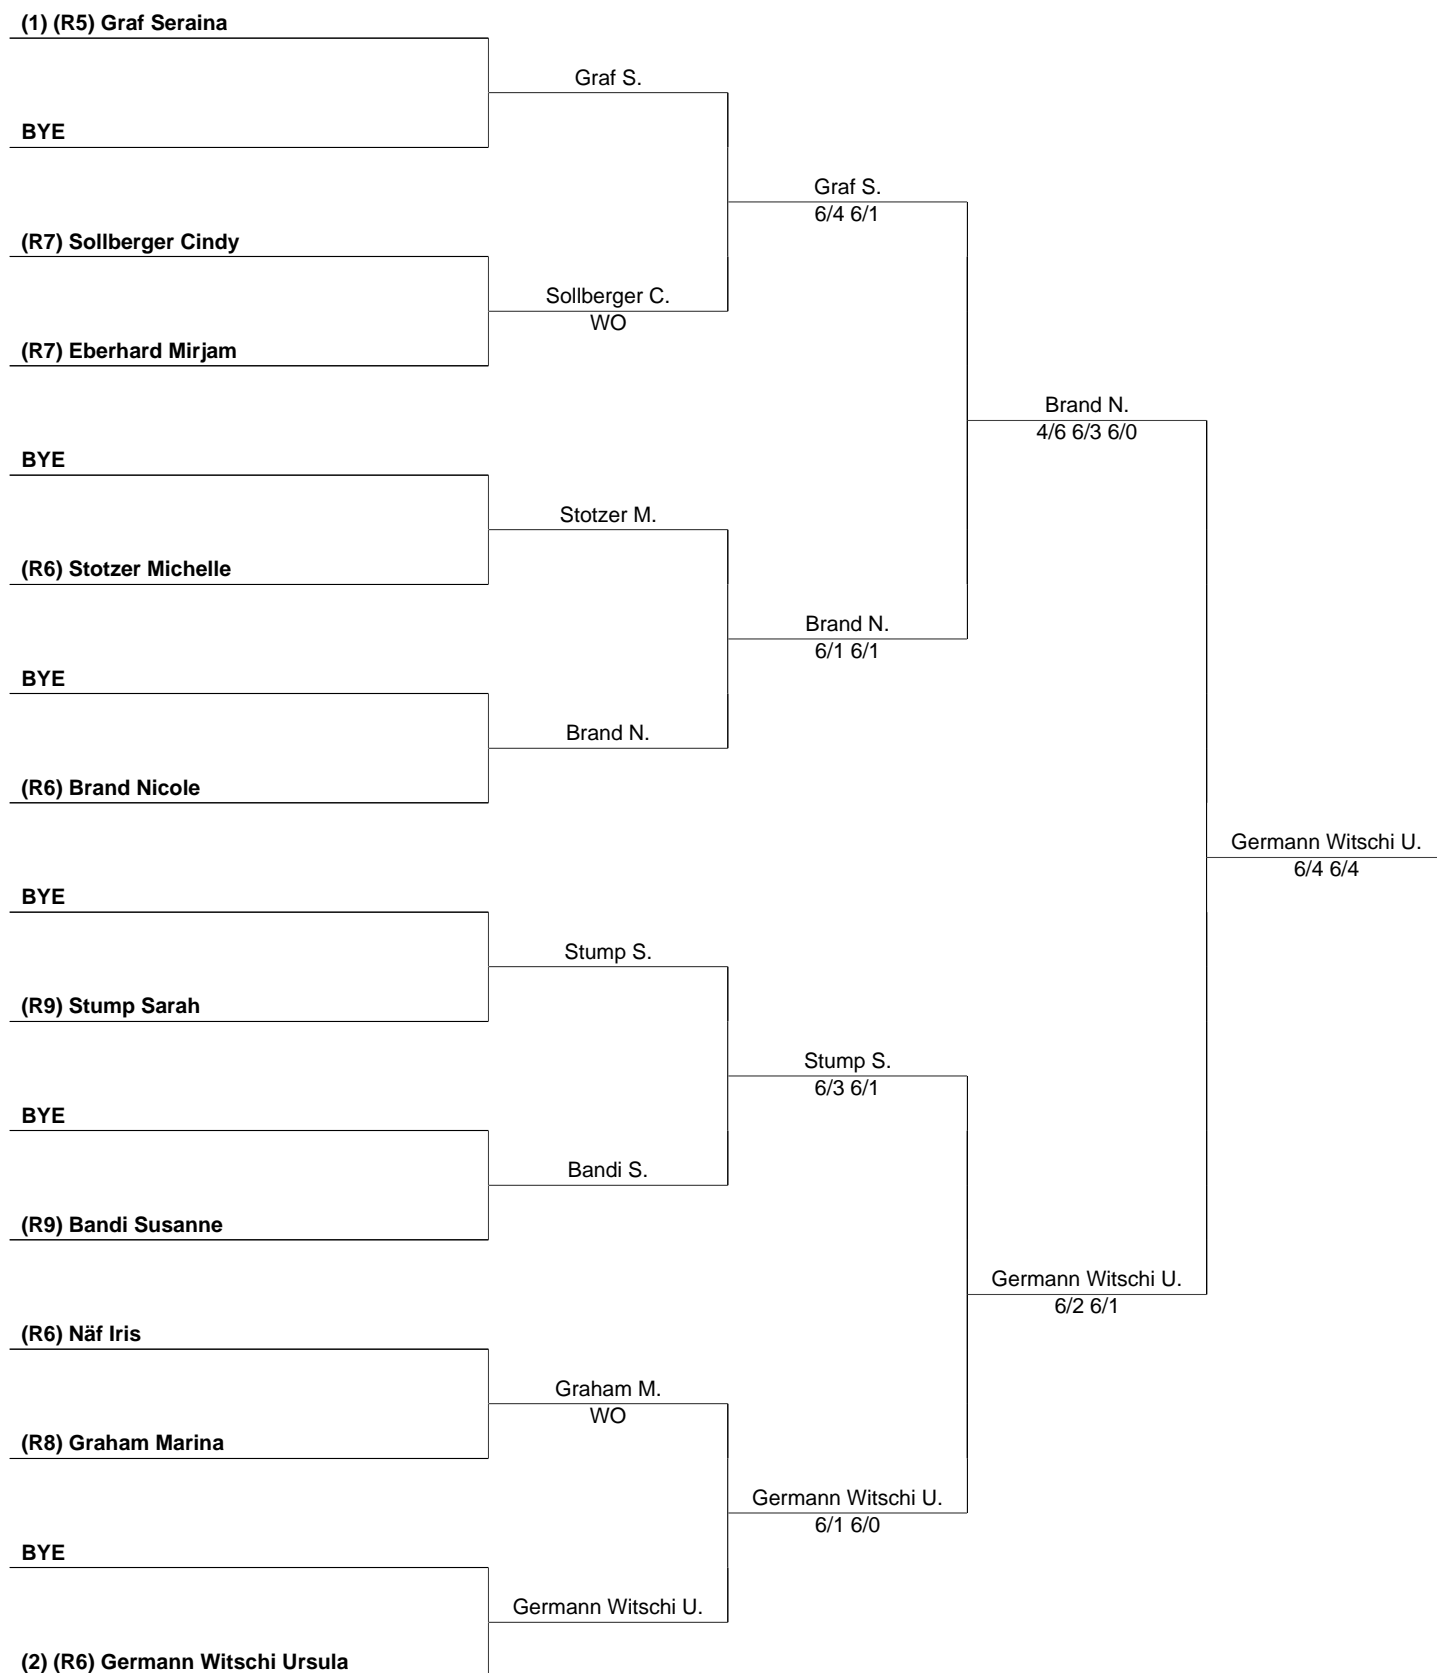 (1) (R5) Graf Seraina
Graf S.
BYE
Graf S.
6/4 6/1
(R7) Sollberger Cindy
Sollberger C.
WO
(R7) Eberhard Mirjam
Brand N.
4/6 6/3 6/0
BYE
Stotzer M.
(R6) Stotzer Michelle
Brand N.
6/1 6/1
BYE
Brand N.
(R6) Brand Nicole
Germann Witschi U.
6/4 6/4
BYE
Stump S.
(R9) Stump Sarah
Stump S.
6/3 6/1
BYE
Bandi S.
(R9) Bandi Susanne
Germann Witschi U.
6/2 6/1
(R6) Näf Iris
Graham M.
WO
(R8) Graham Marina
Germann Witschi U.
6/1 6/0
BYE
Germann Witschi U.
(2) (R6) Germann Witschi Ursula